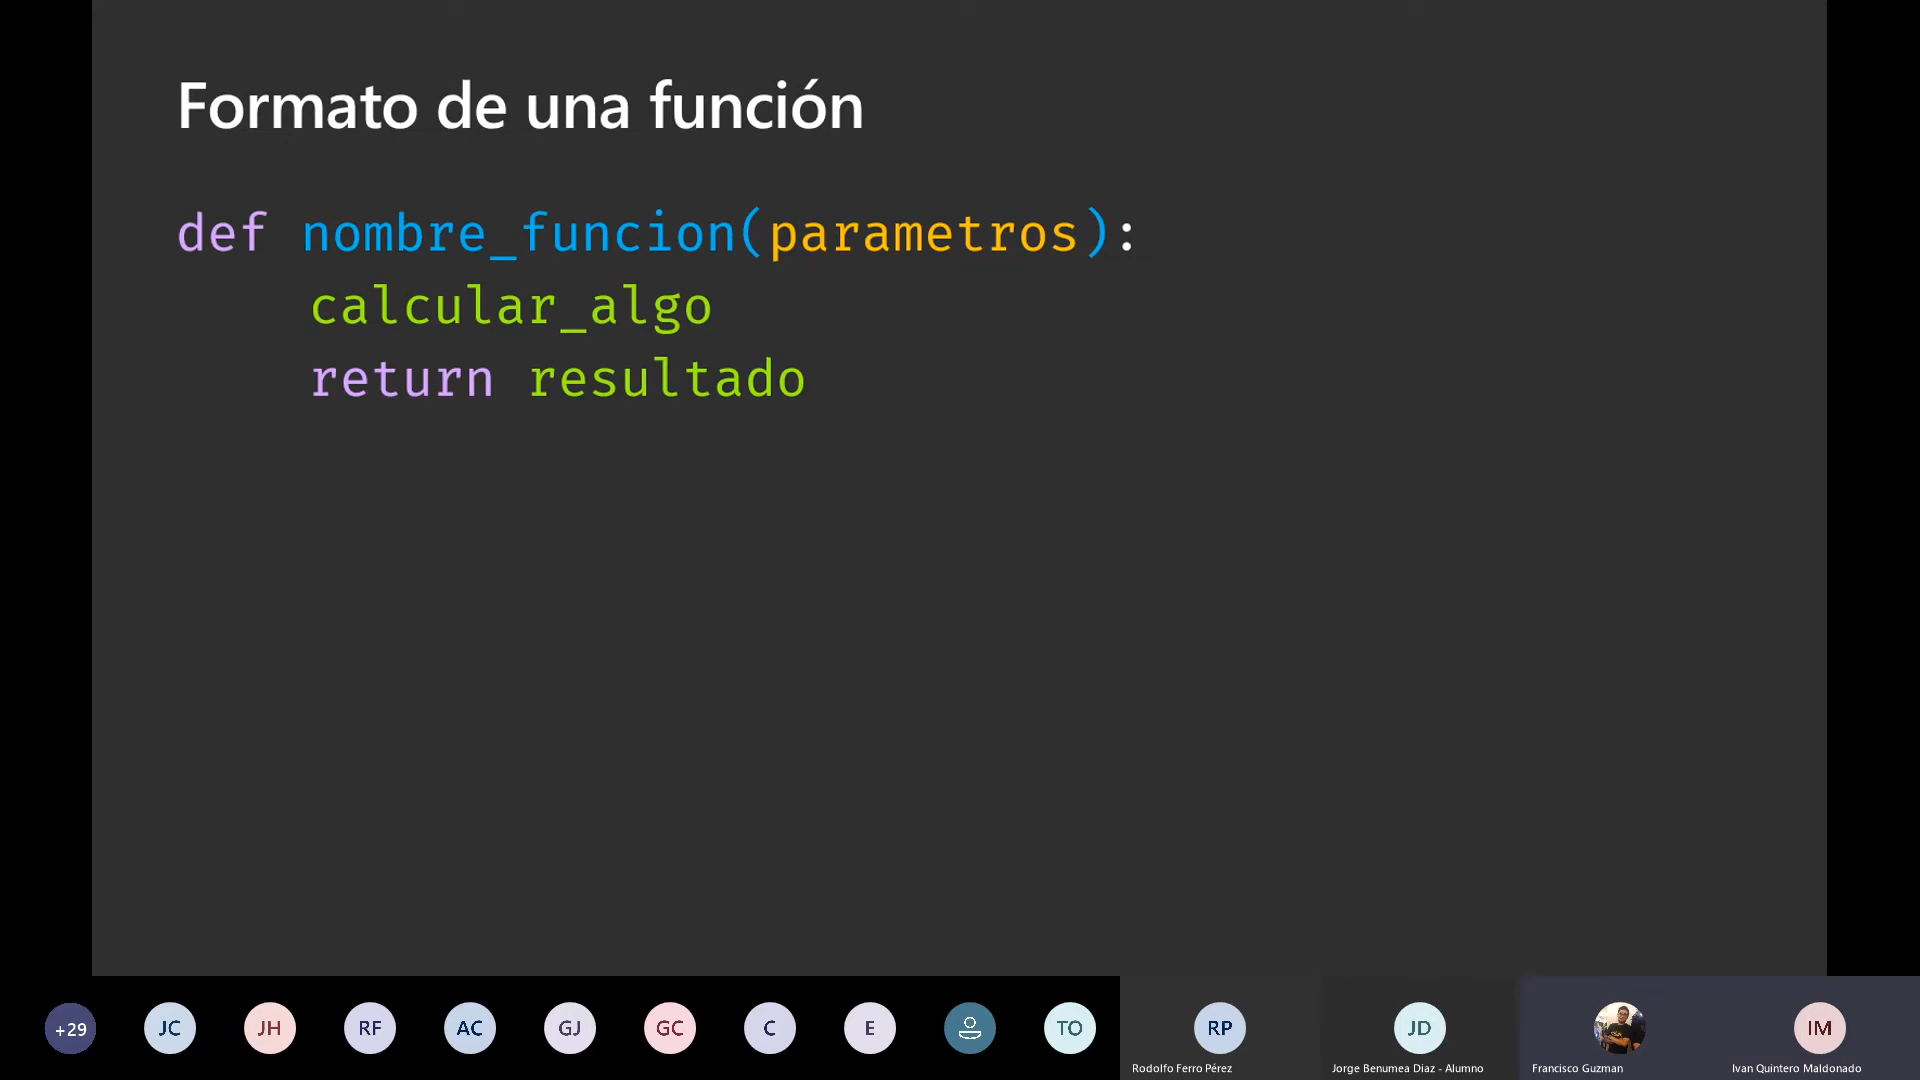 Formato de una función
def nombre_funcion(parametros):
calcular_algo
return resultado
+29
JC
JH
RF
AC
GJ
GC
C
E
TO
RP
JD
IM
Rodolfo Ferro Pérez
Jorge Benumea Diaz - Alumno
Francisco Guzman
Ivan Quintero Maldonado